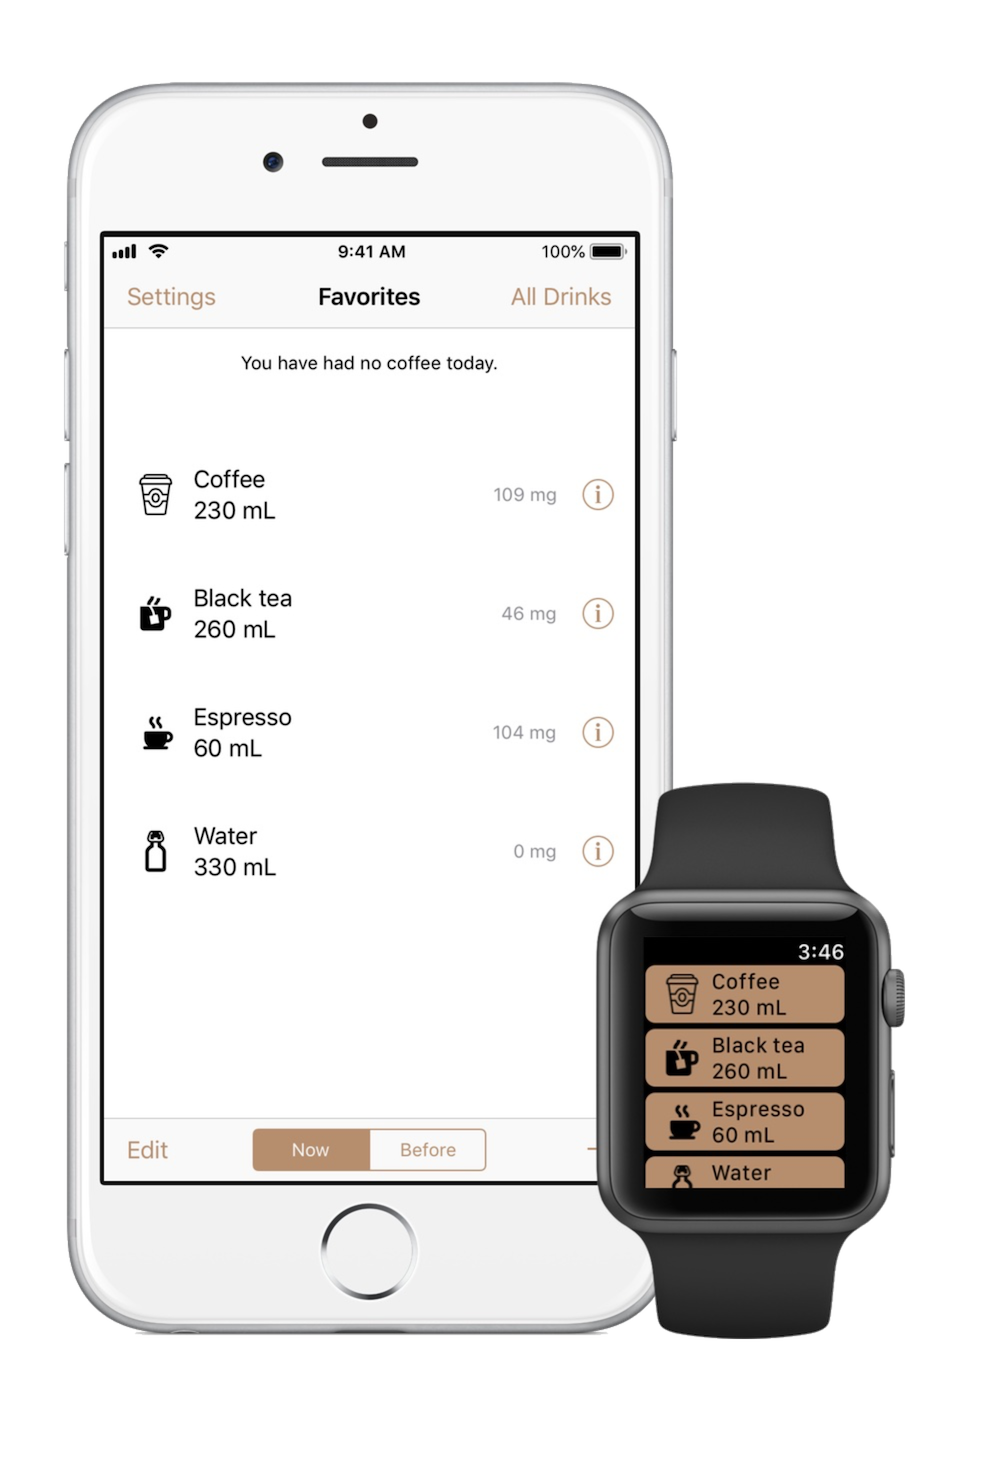 9:41 AM 100%
Settings Favorites All Drinks
You have had no coffee today.
Coffee
230 mL
109 mg
Black tea
260 mL
46 mg
Espresso
60 mL
104 mg
Water
330 mL
0 mg
Edit Now Before
3:46
Coffee
230 mL
Black tea
260 mL
Espresso
60 mL
Water